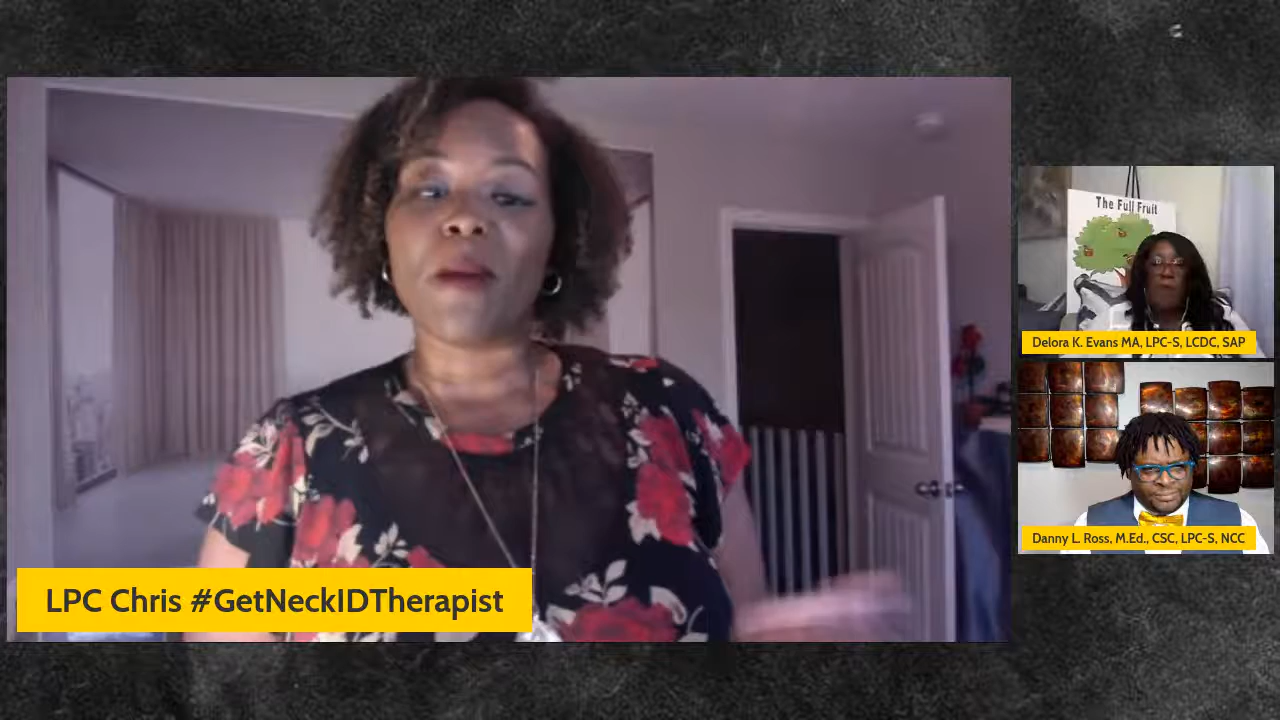 LPC Chris #GetNeckIDTherapist
The Full Fruit
Delora K. Evans MA, LPC-S, LCDC, SAP
Danny L. Ross, M.Ed., CSC, LPC-S, NCC